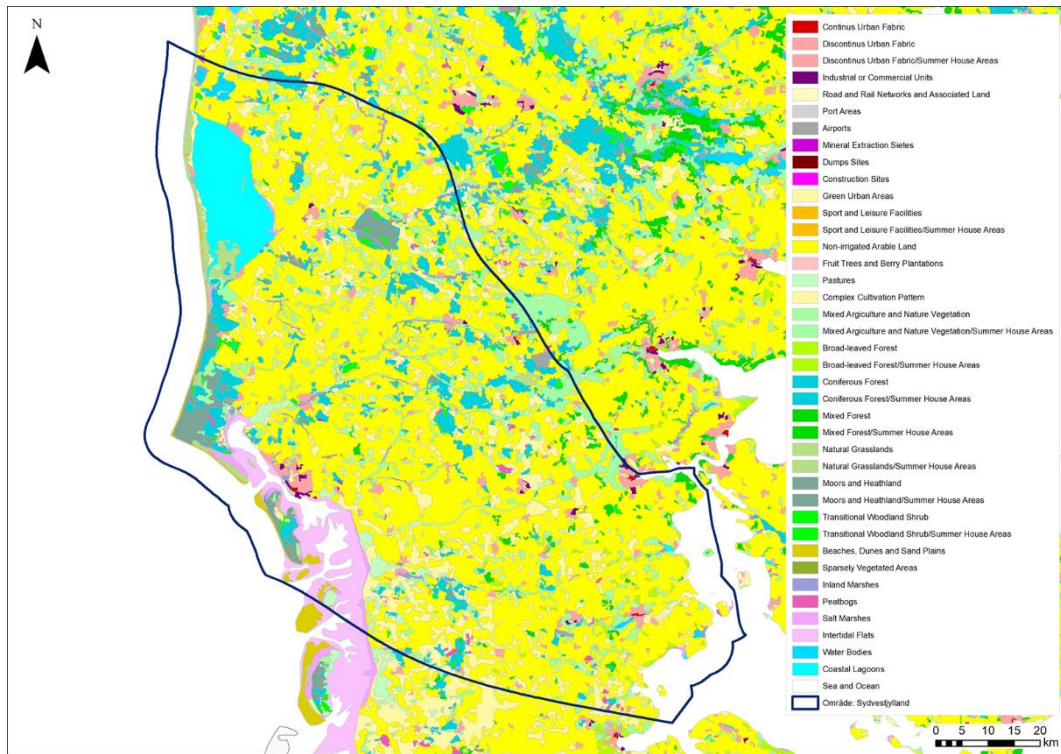 N
Continus Urban Fabric
Discontinus Urban Fabric
Discontinus Urban Fabric/Summer House Areas
Industrial or Commercial Units
Road and Rail Networks and Associated Land
Port Areas
Airports
Mineral Extraction Sietes
Dumps Sites
Construction Sites
Green Urban Areas
Sport and Leisure Facilities
Sport and Leisure Facilities/Summer House Areas
Non-irrigated Arable Land
Fruit Trees and Berry Plantations
Pastures
Complex Cultivation Pattern
Mixed Argiculture and Nature Vegetation
Mixed Argiculture and Nature Vegetation/Summer House Areas
Broad-leaved Forest
Broad-leaved Forest/Summer House Areas
Coniferous Forest
Coniferous Forest/Summer House Areas
Mixed Forest
Mixed Forest/Summer House Areas
Natural Grasslands
Natural Grasslands/Summer House Areas
Moors and Heathland
Moors and Heathland/Summer House Areas
Transitional Woodland Shrub
Transitional Woodland Shrub/Summer House Areas
Beaches, Dunes and Sand Plains
Sparsely Vegetated Areas
Inland Marshes
Peatbogs
Salt Marshes
Intertidal Flats
Water Bodies
Coastal Lagoons
Sea and Ocean
Område: Sydvestjylland
0 5 10 15 20
km